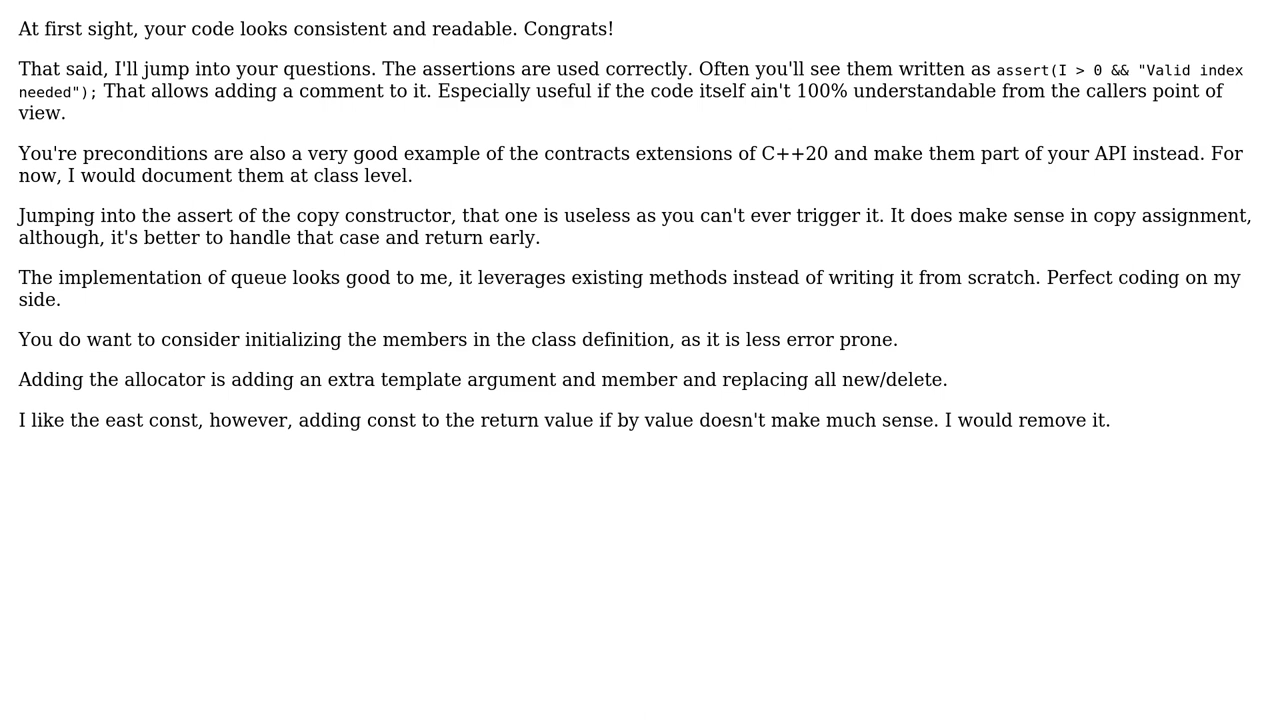 At first sight, your code looks consistent and readable. Congrats!
That said, I'll jump into your questions. The assertions are used correctly. Often you'll see them written as assert(I > 0 && "Valid index
needed"); That allows adding a comment to it. Especially useful if the code itself ain't 100% understandable from the callers point of
view.
You're preconditions are also a very good example of the contracts extensions of C++20 and make them part of your API instead. For
now, I would document them at class level.
Jumping into the assert of the copy constructor, that one is useless as you can't ever trigger it. It does make sense in copy assignment,
although, it's better to handle that case and return early.
The implementation of queue looks good to me, it leverages existing methods instead of writing it from scratch. Perfect coding on my
side.
You do want to consider initializing the members in the class definition, as it is less error prone.
Adding the allocator is adding an extra template argument and member and replacing all new/delete.
I like the east const, however, adding const to the return value if by value doesn't make much sense. I would remove it.